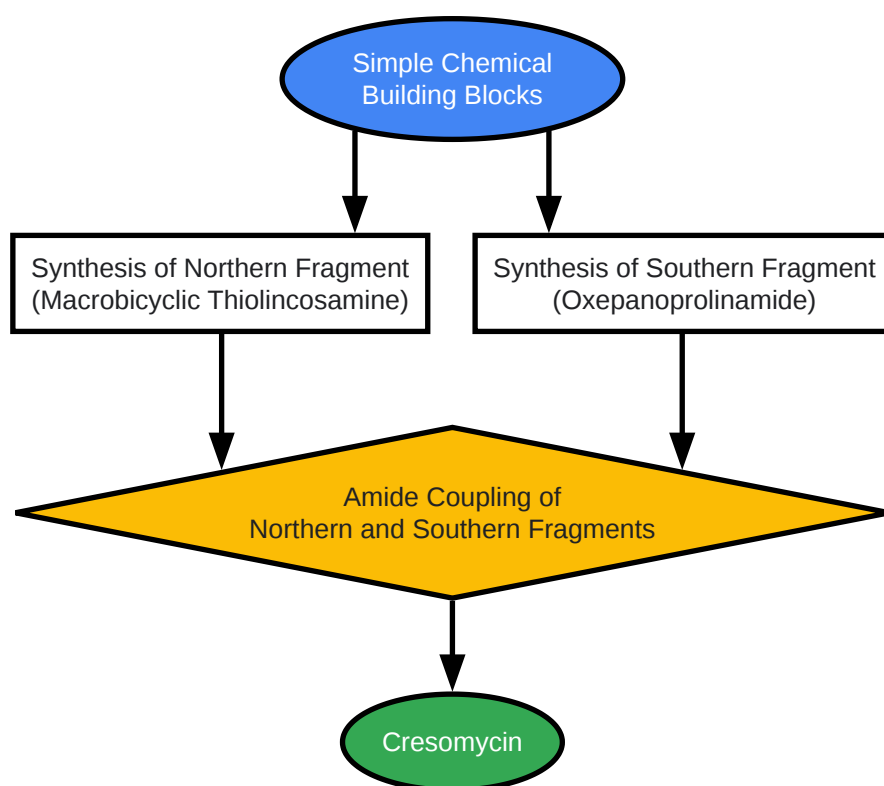 Simple Chemical
Building Blocks
Synthesis of Northern Fragment
(Macrobicyclic Thiolincosamine)
Synthesis of Southern Fragment
(Oxepanoprolinamide)
Amide Coupling of
Northern and Southern Fragments
Cresomycin